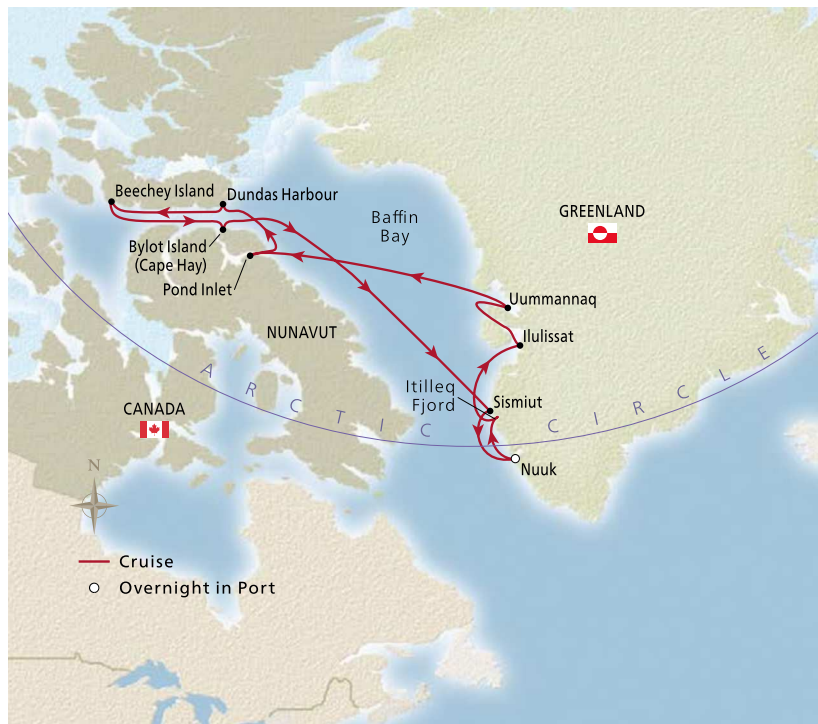 Beechey Island
Dundas Harbour
Baffin
Bay
GREENLAND
Bylot Island
(Cape Hay)
Pond Inlet
Uummannaq
NUNAVUT
Ilulissat
ARCTIC CIRCLE
Itilleq
Fjord
Sismiut
CANADA
Nuuk
N
Cruise
Overnight in Port